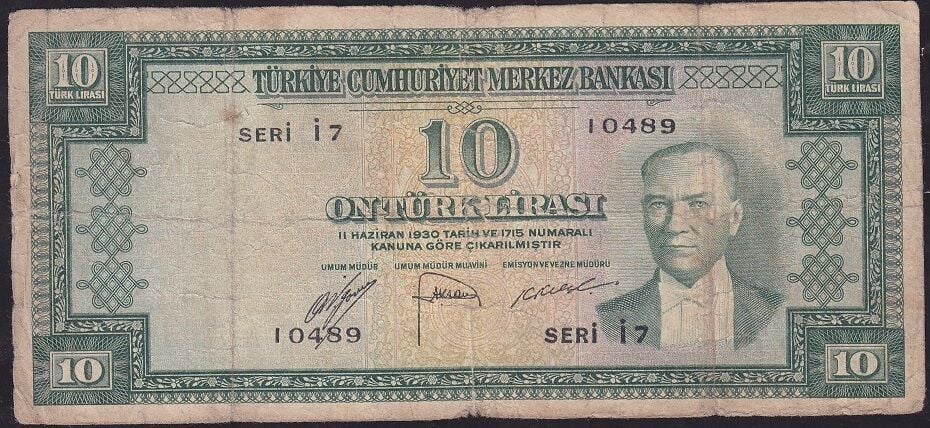 10
TÜRK LİRASI
TÜRKİYE CUMHURİYET MERKEZ BANKASI
10
TÜRK LİRASI
SERİ İ 7
10
10489
ON TÜRK LİRASI
11 HAZİRAN 1930 TARİH VE 1715 NUMARALI
KANUNA GÖRE ÇIKARILMIŞTIR
UMUM MÜDÜR UMUM MÜDÜR MUAVİNİ EMİSYON VE VEZNE MÜDÜRÜ
10489
SERİ İ 7
10
10